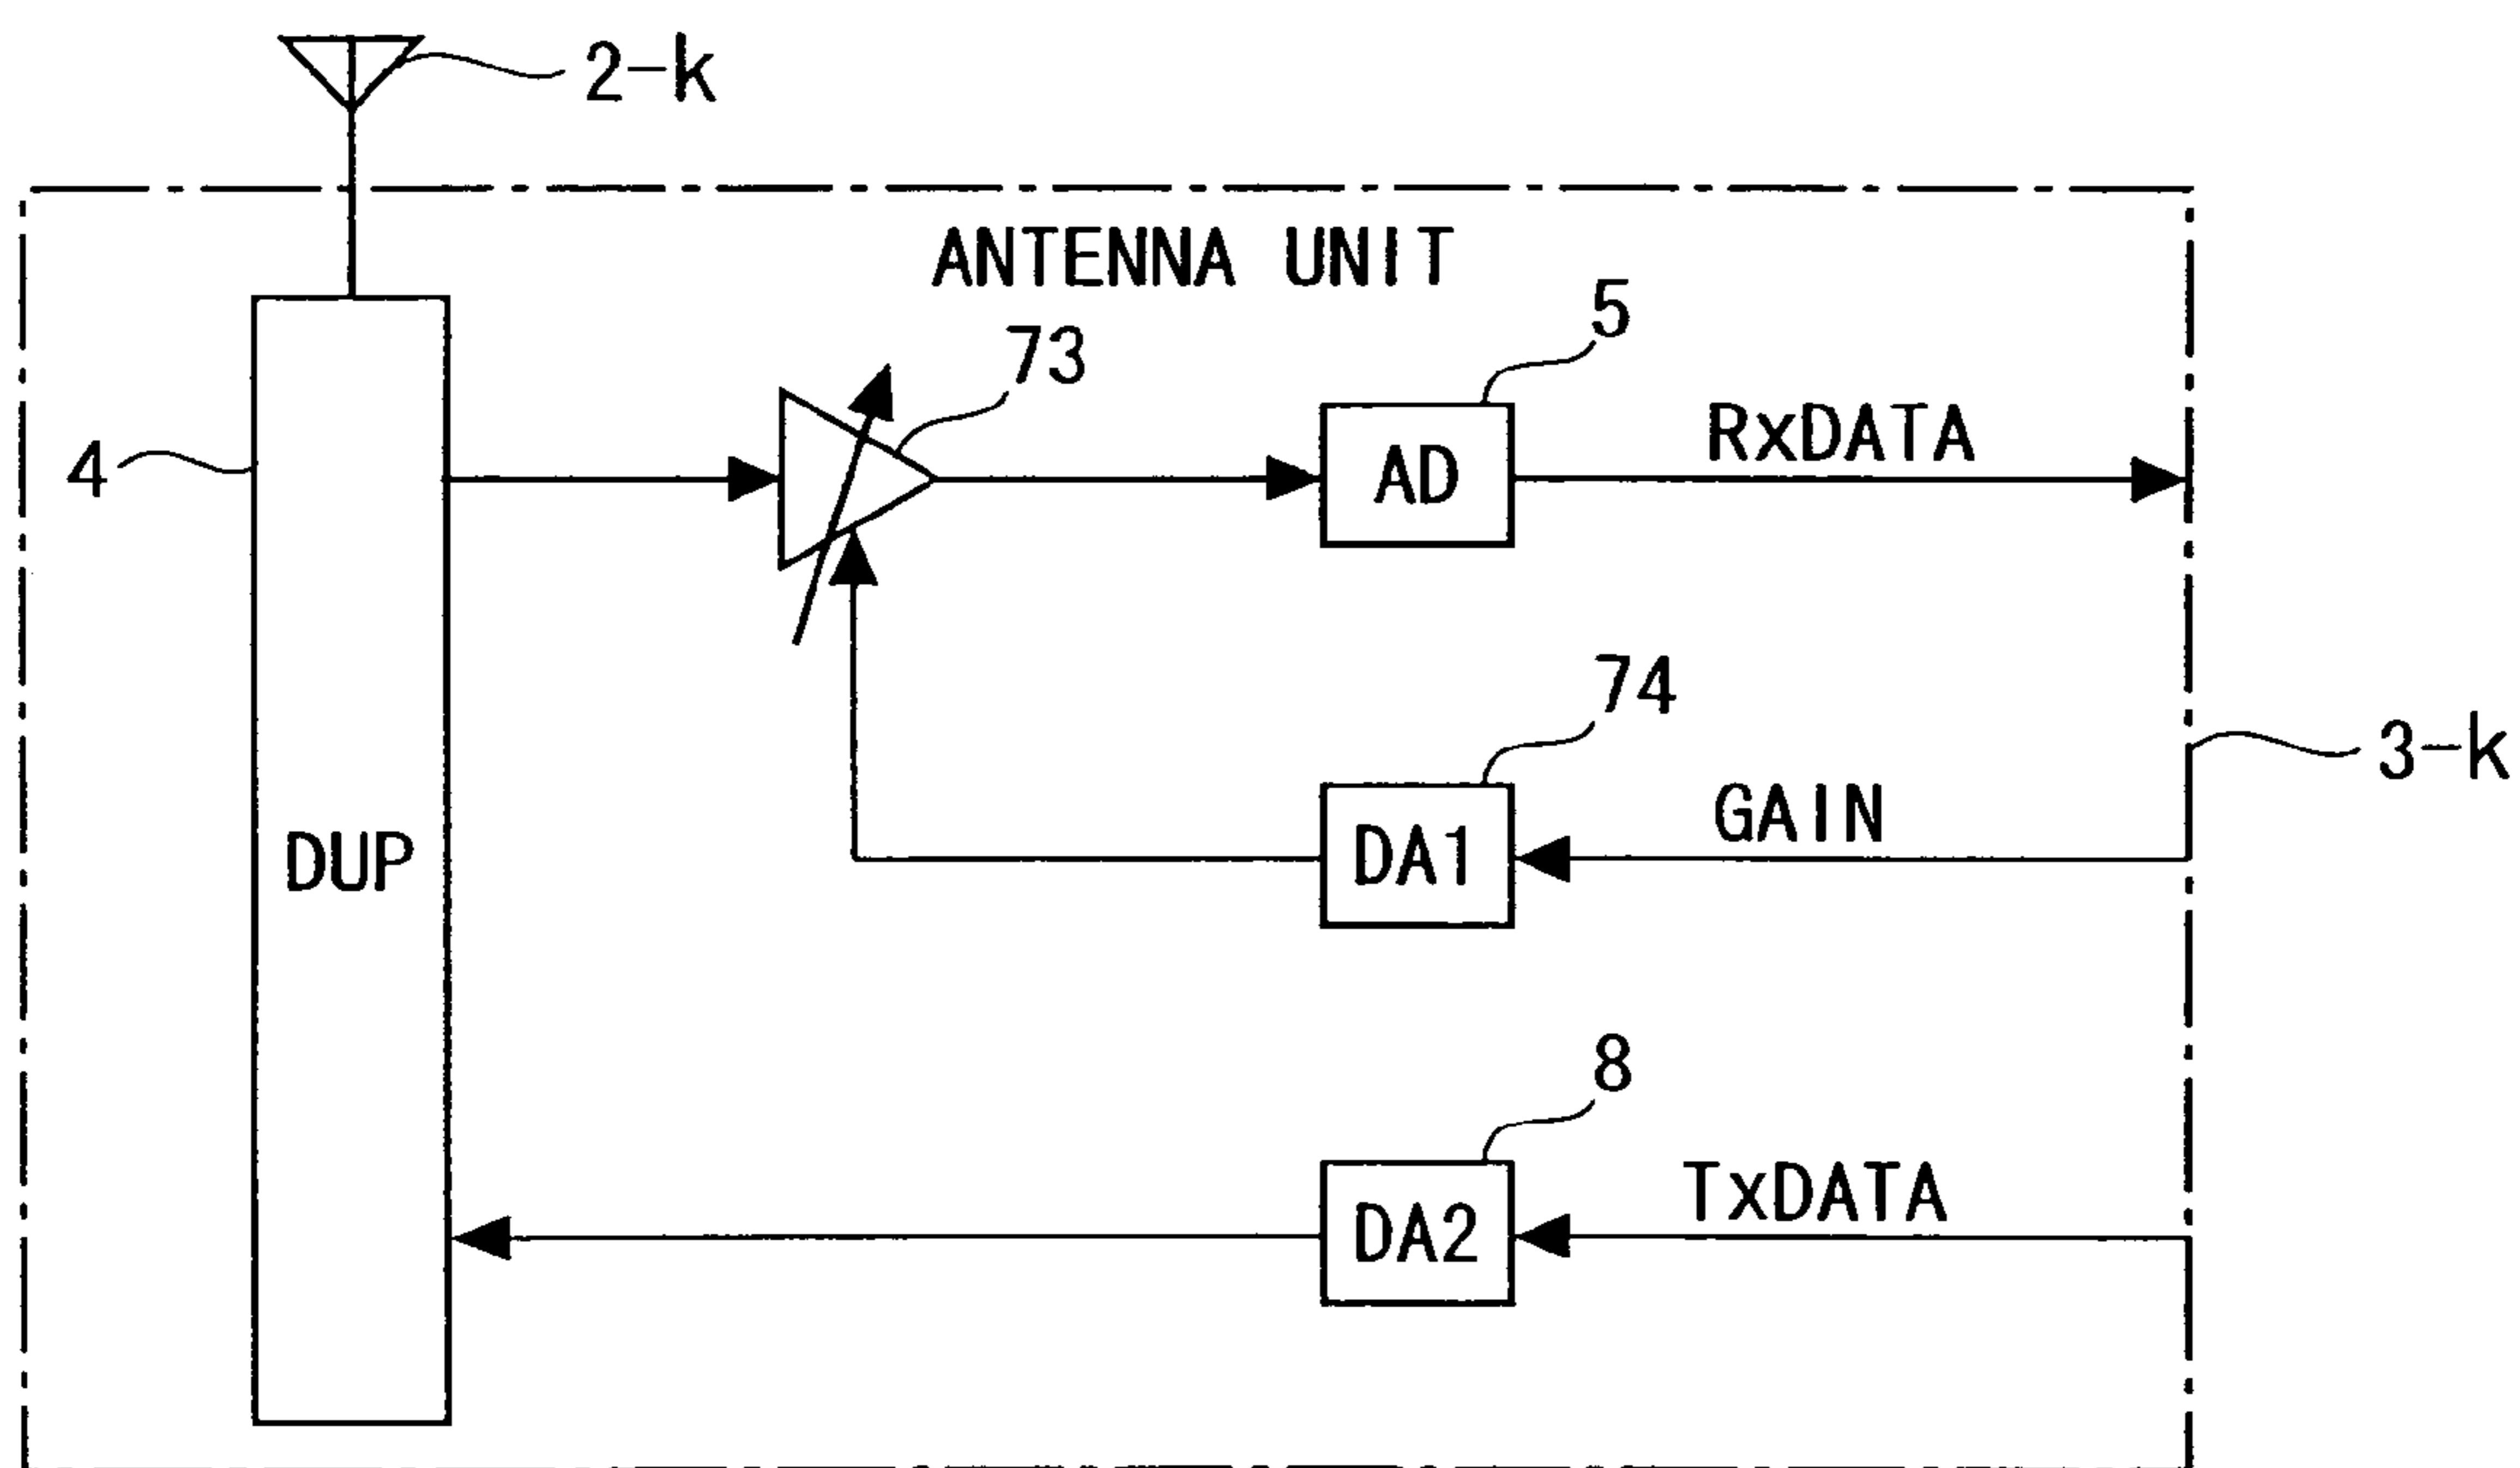 2-k
ANTENNA UNIT
5
73
RxDATA
4
AD
74
3-k
GAIN
DUP
DA1
8
TxDATA
DA2